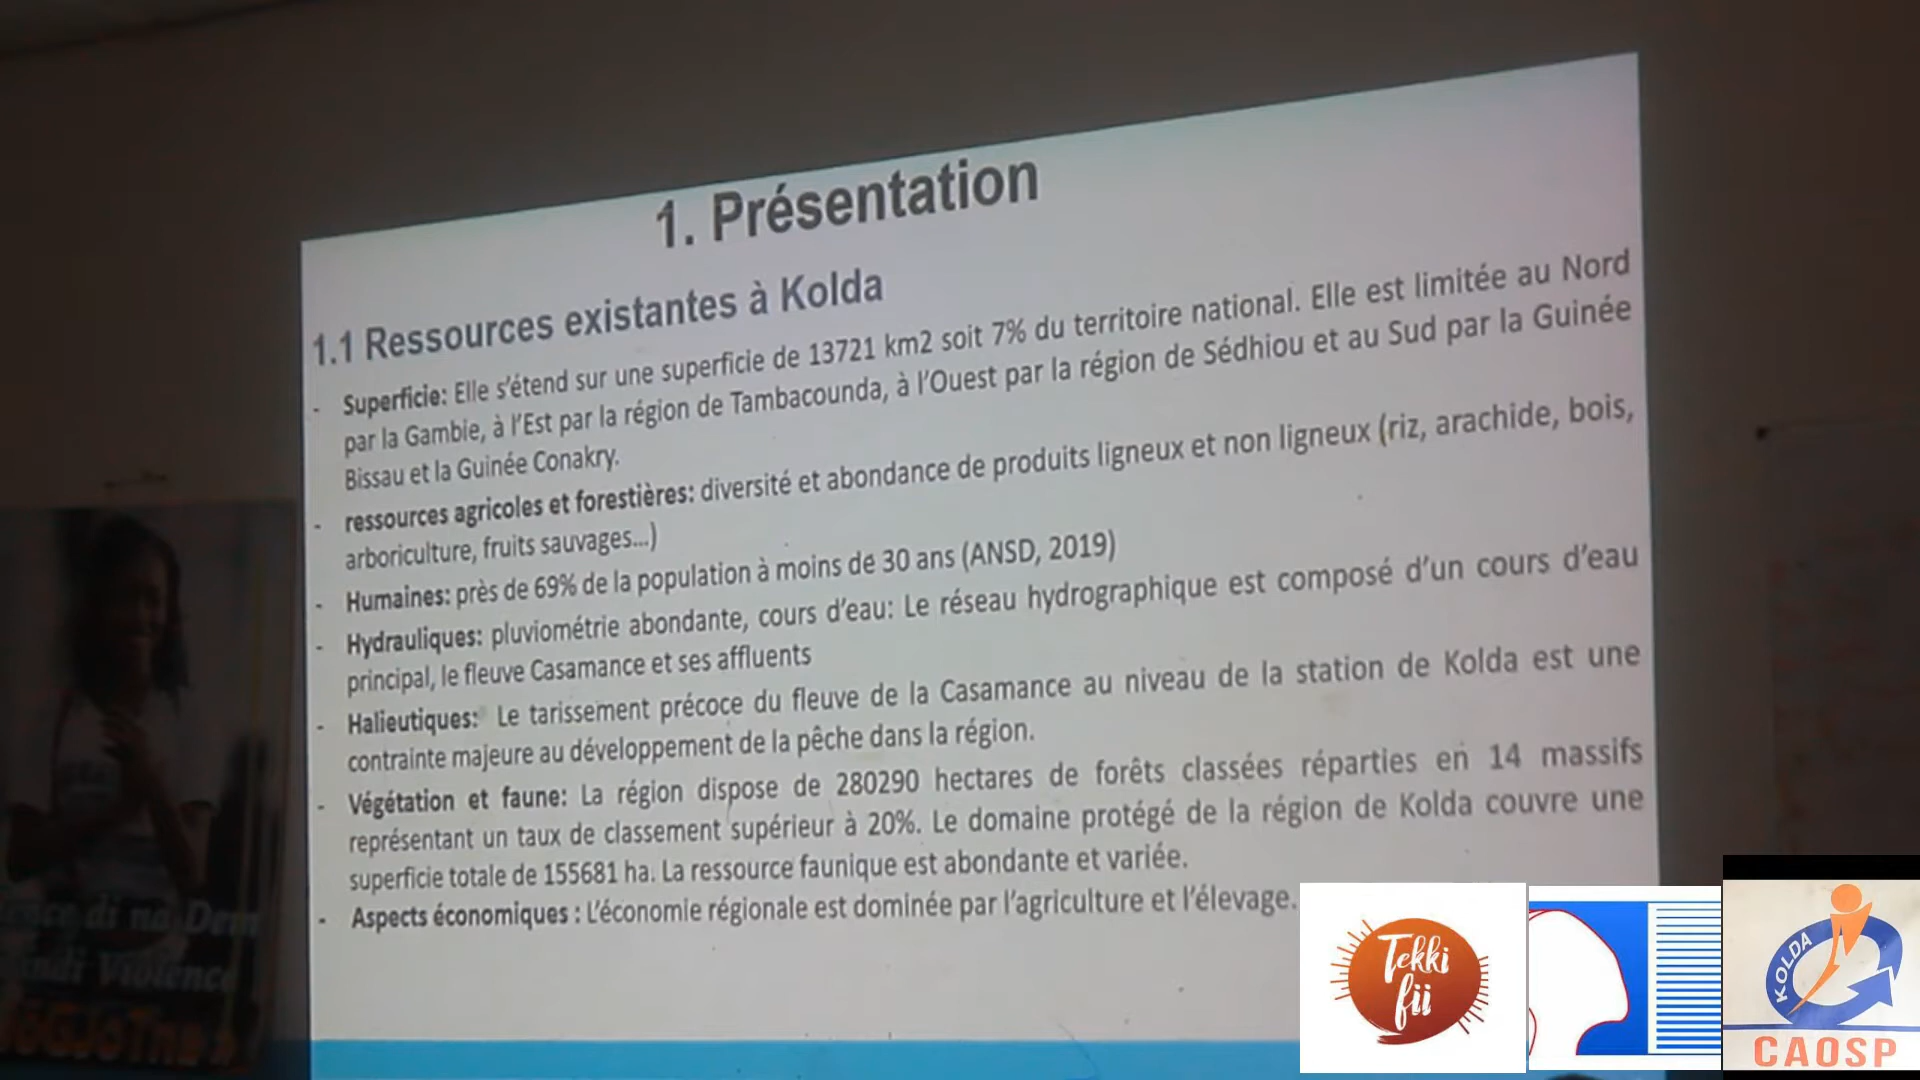 1. Présentation
1.1 Ressources existantes à Kolda
- Superficie: Elle s'étend sur une superficie de 13721 km2 soit 7% du territoire national. Elle est limitée au Nord
par la Gambie, à l'Est par la région de Tambacounda, à l'Ouest par la région de Sédhiou et au Sud par la Guinée
Bissau et la Guinée Conakry.
- ressources agricoles et forestières: diversité et abondance de produits ligneux et non ligneux (riz, arachide, bois,
arboriculture, fruits sauvages...)
- Humaines: près de 69% de la population à moins de 30 ans (ANSD, 2019)
- Hydrauliques: pluviométrie abondante, cours d'eau: Le réseau hydrographique est composé d'un cours d'eau
principal, le fleuve Casamance et ses affluents
- Halieutiques: Le tarissement précoce du fleuve de la Casamance au niveau de la station de Kolda est une
contrainte majeure au développement de la pêche dans la région.
- Végétation et faune: La région dispose de 280290 hectares de forêts classées réparties en 14 massifs
représentant un taux de classement supérieur à 20%. Le domaine protégé de la région de Kolda couvre une
superficie totale de 155681 ha. La ressource faunique est abondante et variée.
- Aspects économiques : L'économie régionale est dominée par l'agriculture et l'élevage.
di na Dem
Violence
Tekki
fii
KOLDA
CAOSP